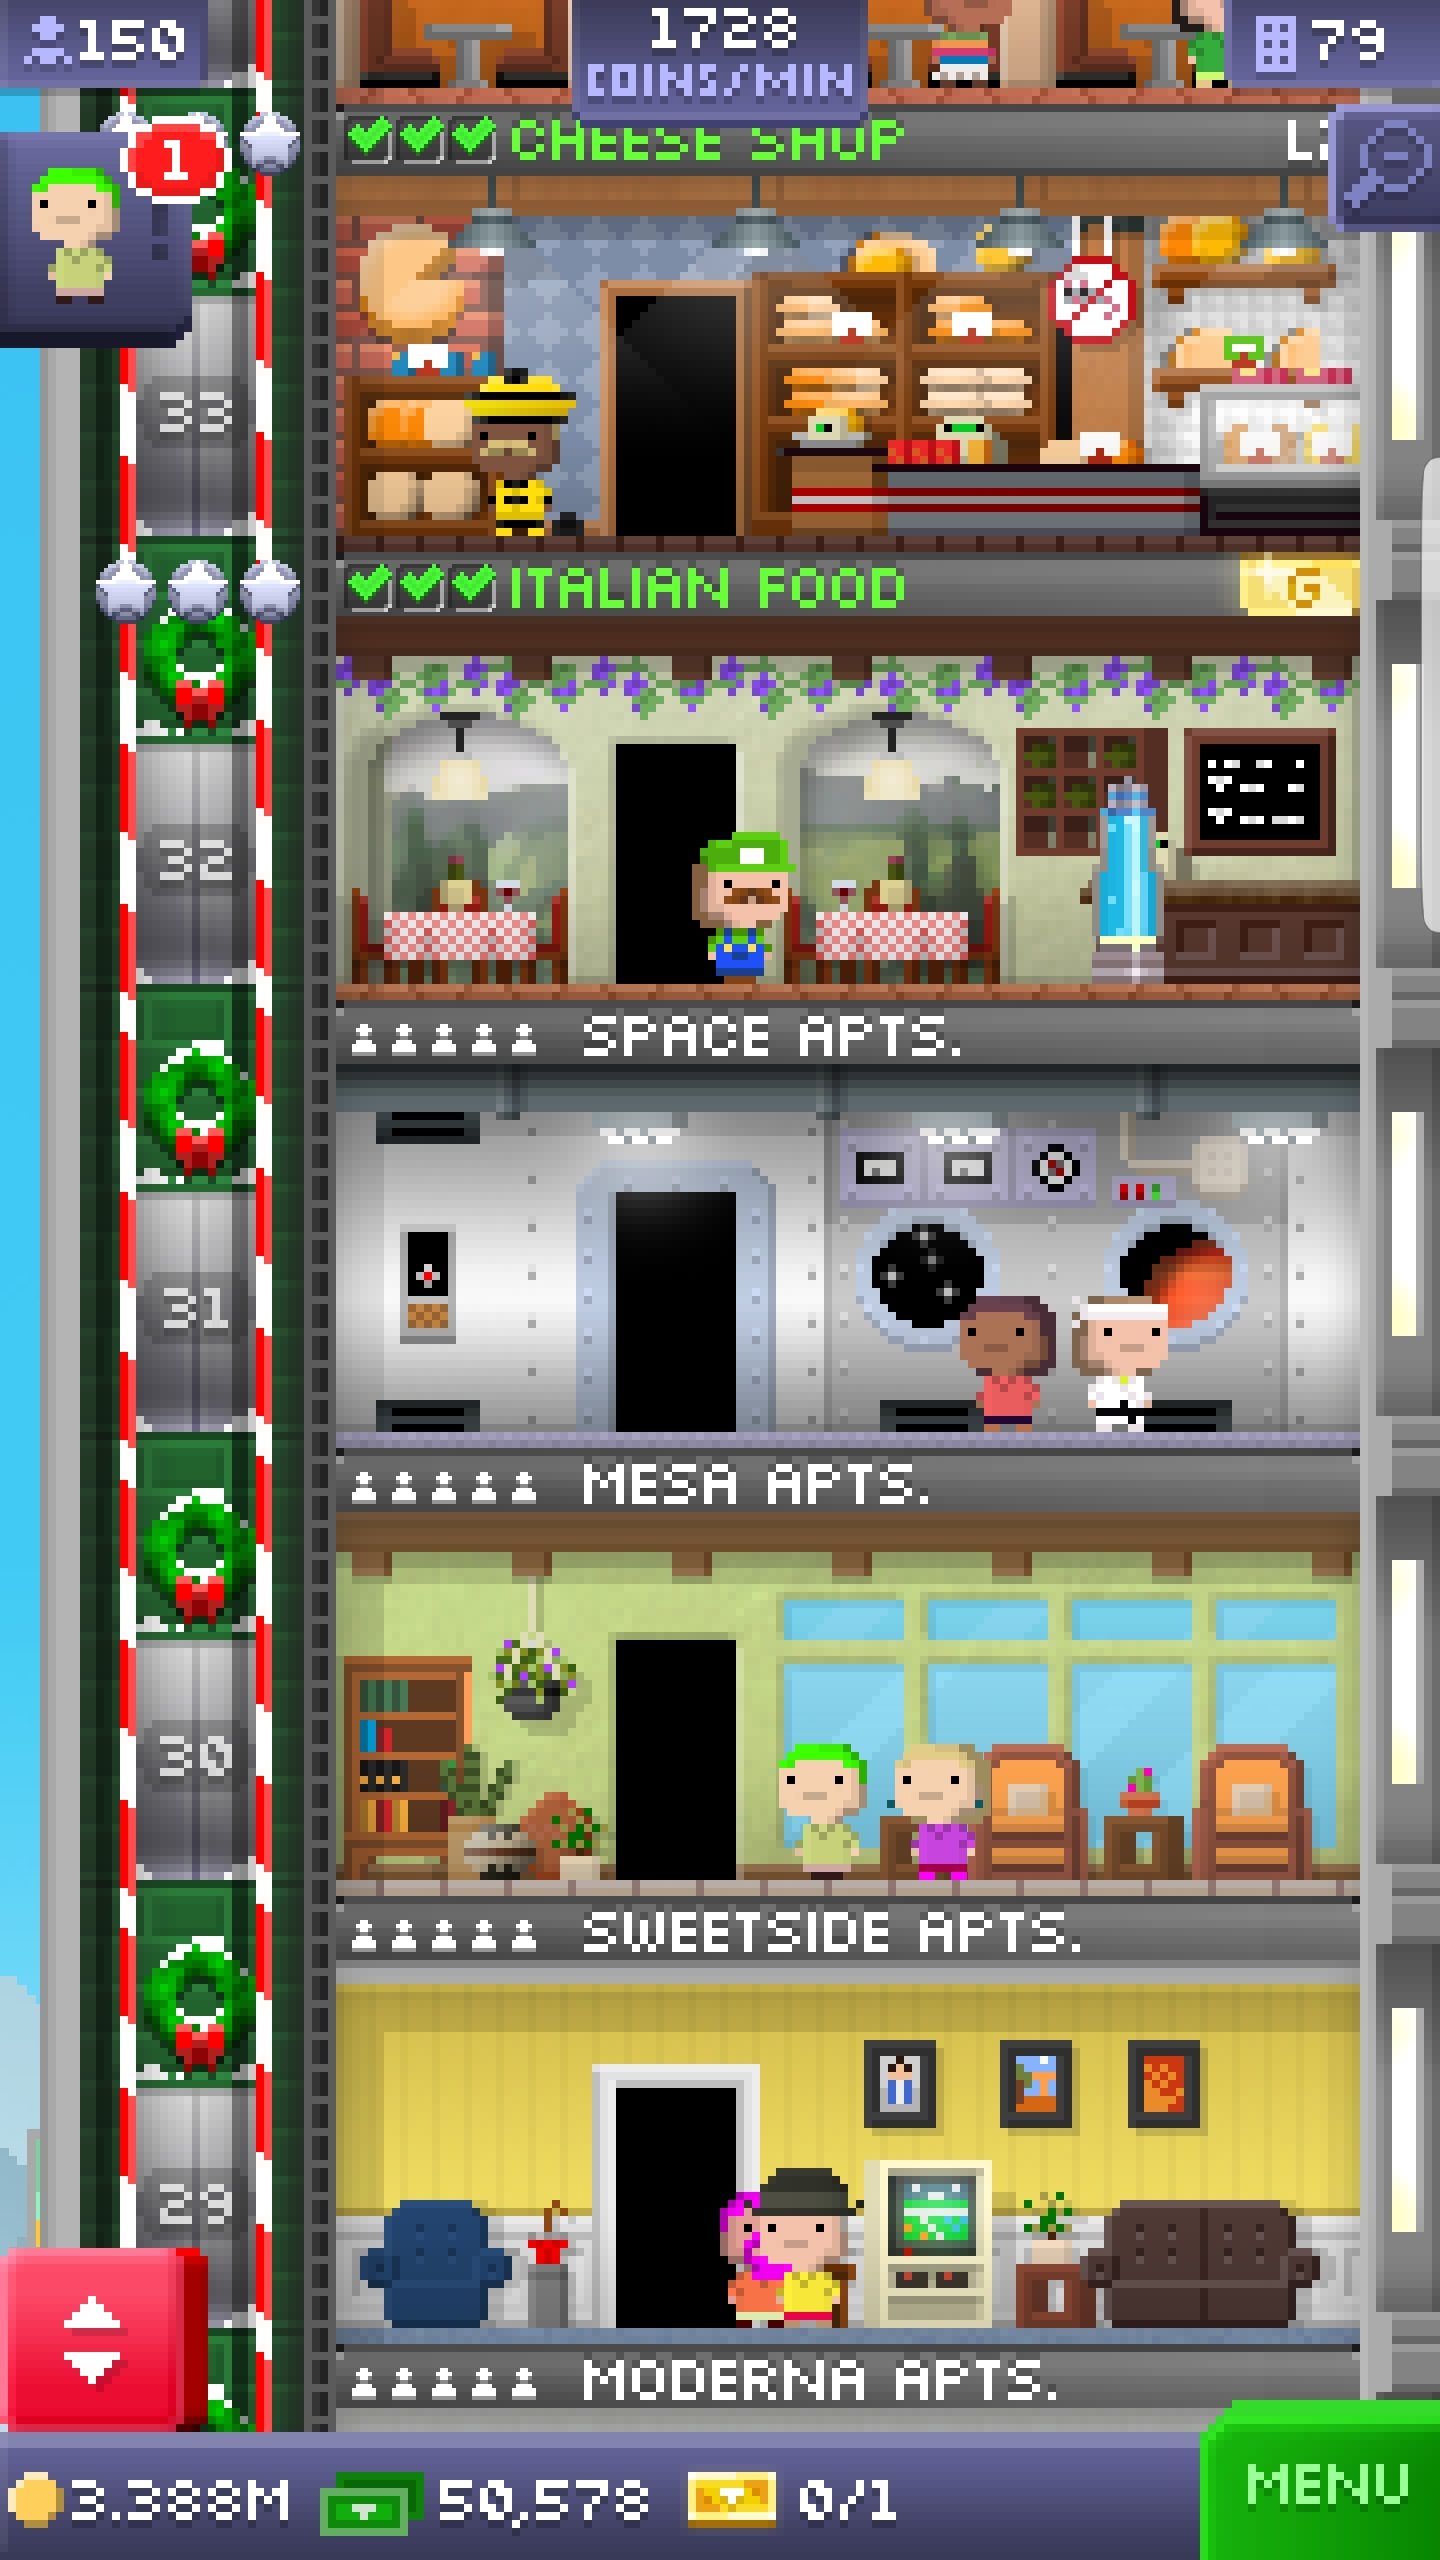 150
1728
COINS/MIN
79
1
CHEESE SHOP
33
ITALIAN FOOD
G
32
SPACE APTS.
31
MESA APTS.
30
SWEETSIDE APTS.
29
MODERNA APTS.
3.388M
50,578
0/1
MENU